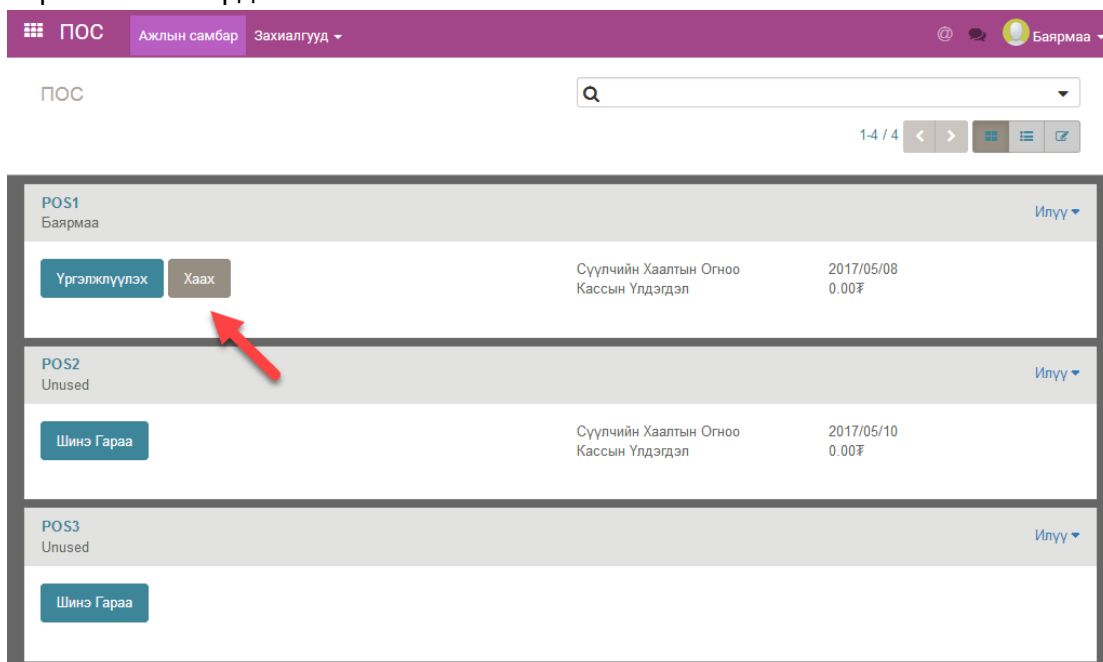 ПОС Ажлын самбар Захиалгууд @ Баярмаа
ПОС
1-4 / 4
POS1
Баярмаа
Илүү
Үргэлжлүүлэх Хаах
Сүүлчийн Хаалтын Огноо 2017/05/08
Кассын Үлдэгдэл 0.00₮
POS2
Unused
Илүү
Шинэ Гараа
Сүүлчийн Хаалтын Огноо 2017/05/10
Кассын Үлдэгдэл 0.00₮
POS3
Unused
Илүү
Шинэ Гараа